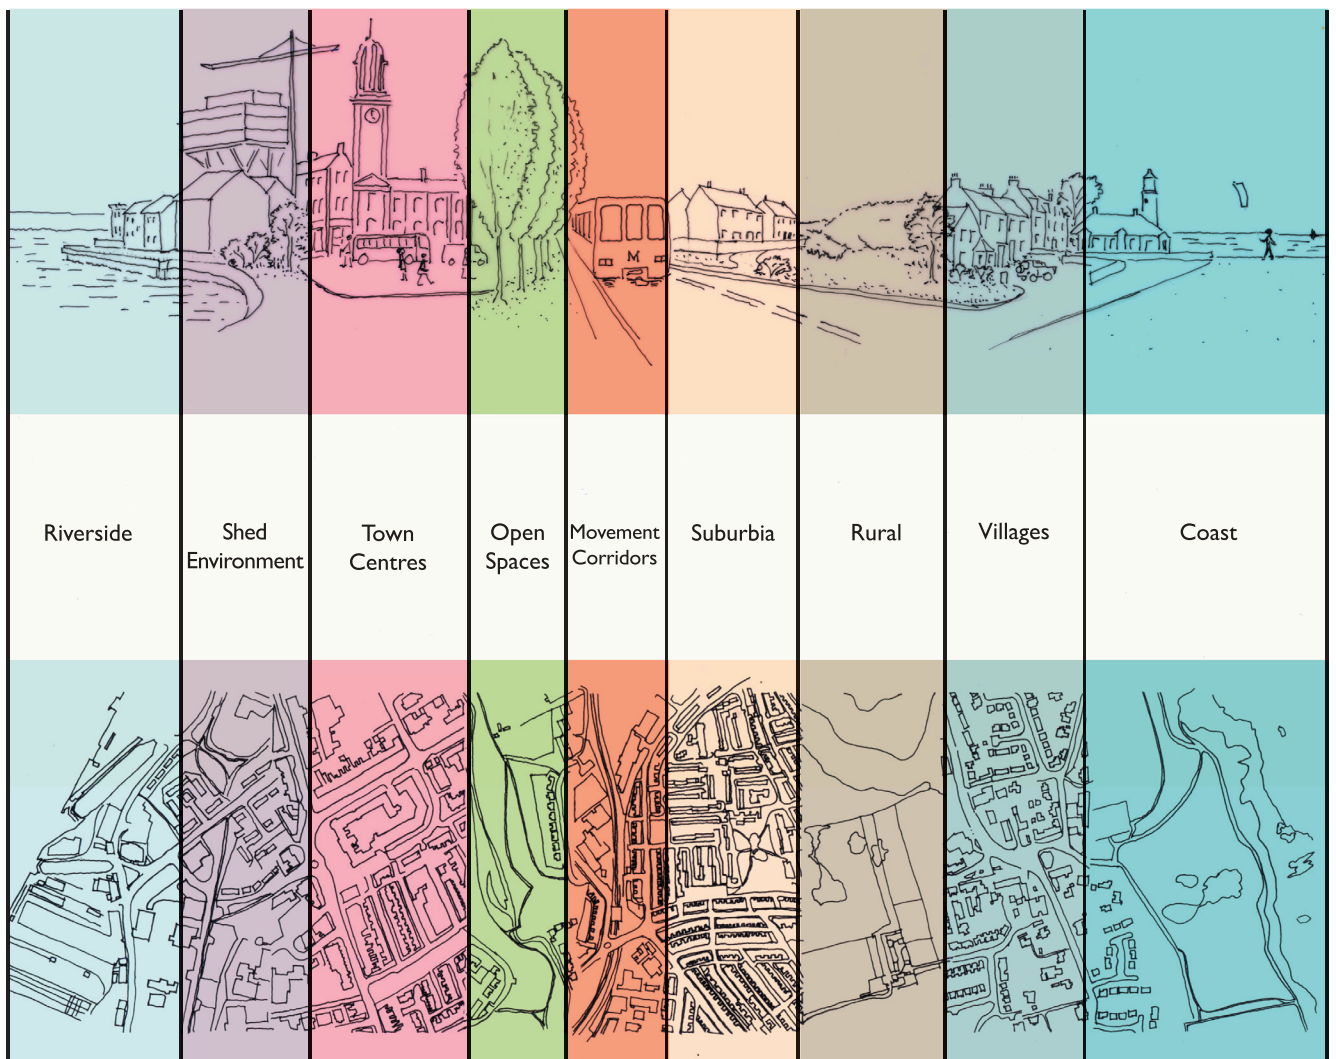 M
Riverside
Shed
Environment
Town
Centres
Open
Spaces
Movement
Corridors
Suburbia
Rural
Villages
Coast